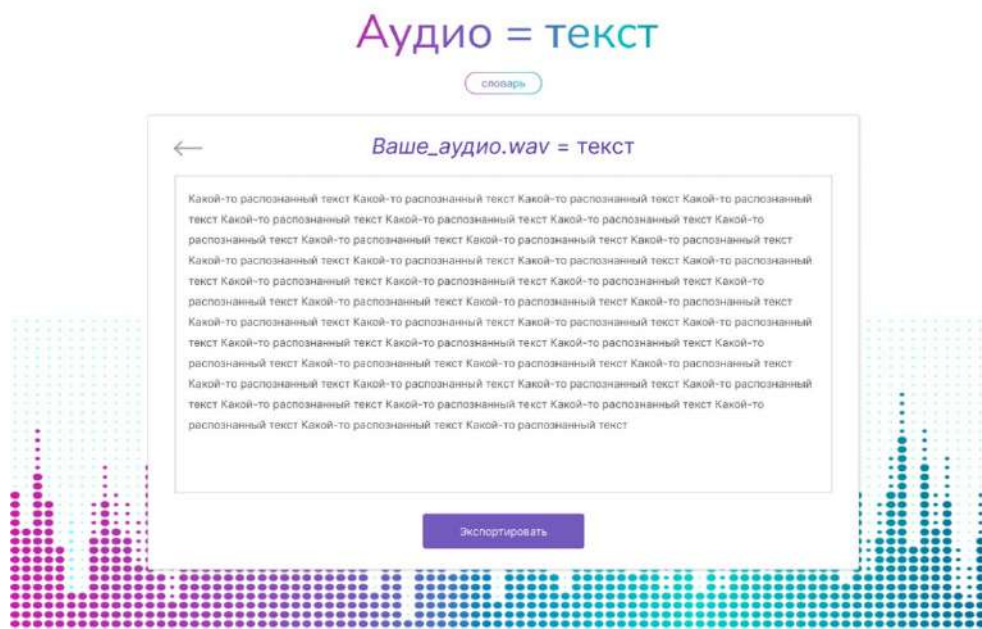 Аудио = текст
словарь
Ваше_аудио.wav = текст
Какой-то распознанный текст Какой-то распознанный текст Какой-то распознанный текст Какой-то распознанный
текст Какой-то распознанный текст Какой-то распознанный текст Какой-то распознанный текст Какой-то
распознанный текст Какой-то распознанный текст Какой-то распознанный текст Какой-то распознанный текст
Какой-то распознанный текст Какой-то распознанный текст Какой-то распознанный текст Какой-то распознанный
текст Какой-то распознанный текст Какой-то распознанный текст Какой-то распознанный текст Какой-то
распознанный текст Какой-то распознанный текст Какой-то распознанный текст Какой-то распознанный текст
Какой-то распознанный текст Какой-то распознанный текст Какой-то распознанный текст Какой-то распознанный
текст Какой-то распознанный текст Какой-то распознанный текст Какой-то распознанный текст Какой-то
распознанный текст Какой-то распознанный текст Какой-то распознанный текст Какой-то распознанный текст
Какой-то распознанный текст Какой-то распознанный текст Какой-то распознанный текст Какой-то распознанный
текст Какой-то распознанный текст Какой-то распознанный текст Какой-то распознанный текст Какой-то
распознанный текст Какой-то распознанный текст Какой-то распознанный текст
Экспортировать